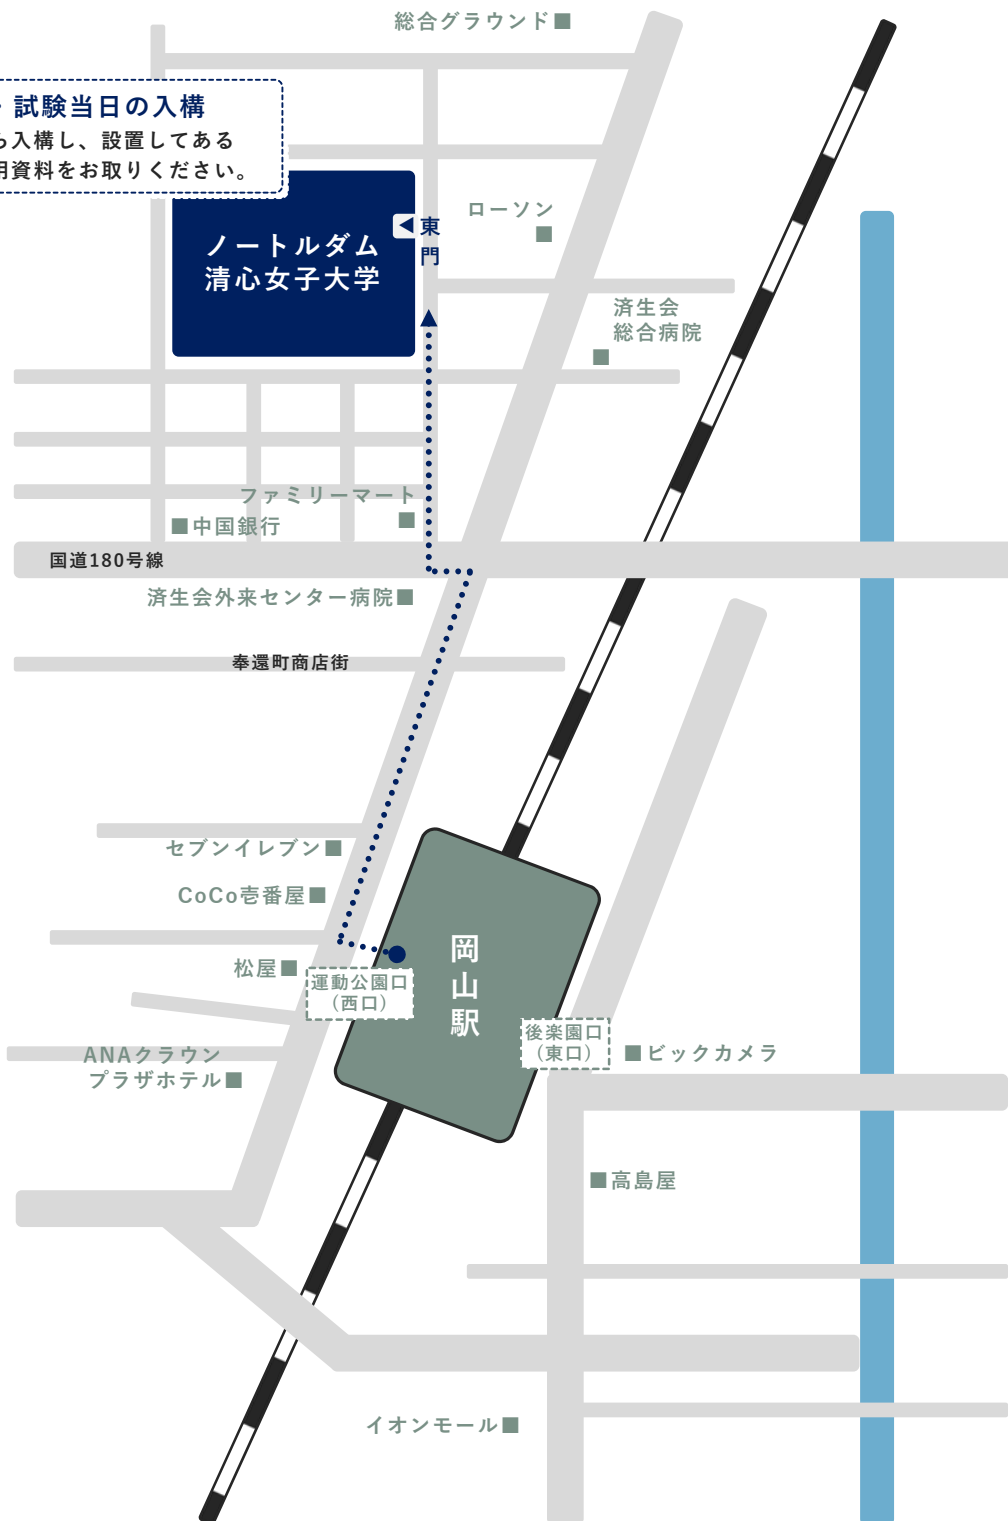 総合グラウンド
試験当日の入構
入構し、設置してある
資料をお取りください。
ローソン
東門
ノートルダム
清心女子大学
済生会
総合病院
ファミリーマート
中国銀行
国道180号線
済生会外来センター病院
奉還町商店街
セブンイレブン
CoCo壱番屋
岡山駅
松屋
運動公園口
（西口）
後楽園口
（東口）
ビックカメラ
ANAクラウン
プラザホテル
高島屋
イオンモール